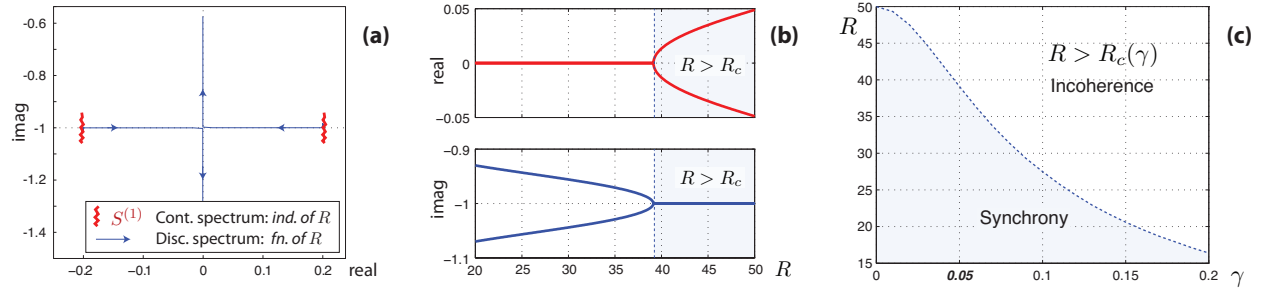 (a)
imag
-0.6
-0.8
-1
-1.2
-1.4
−0.2
−0.1
0
0.1
0.2
real
S(1) Cont. spectrum: ind. of R
Disc. spectrum: fn. of R
(b)
real
0.05
0
−0.05
R > Rc
imag
−0.9
−1
−1.1
R > Rc
20
25
30
35
40
45
50
R
(c)
R
50
45
40
35
30
25
20
15
R > Rc(γ)
Incoherence
Synchrony
0
0.05
0.1
0.15
0.2
γ